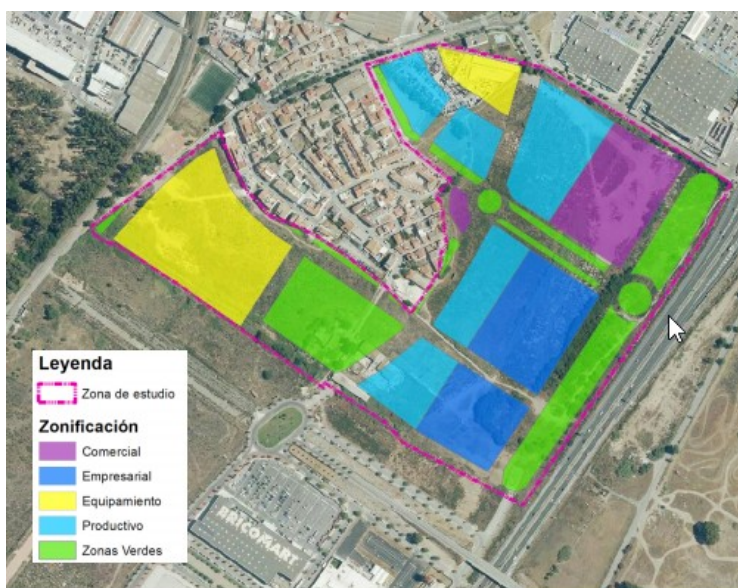 Leyenda
Zona de estudio
Zonificación
Comercial
Empresarial
Equipamiento
Productivo
Zonas Verdes
BRICOMART